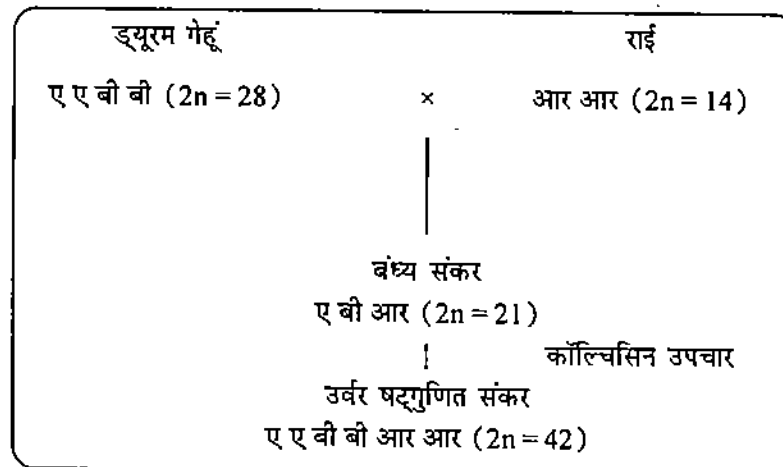 ड्यूरम गेहूं राई
ए ए बी बी (2n = 28) × आर आर (2n = 14)
बंध्य संकर
ए बी आर (2n = 21)
कॉल्चिसिन उपचार
उर्वर षट्गुणित संकर
ए ए बी बी आर आर (2n = 42)